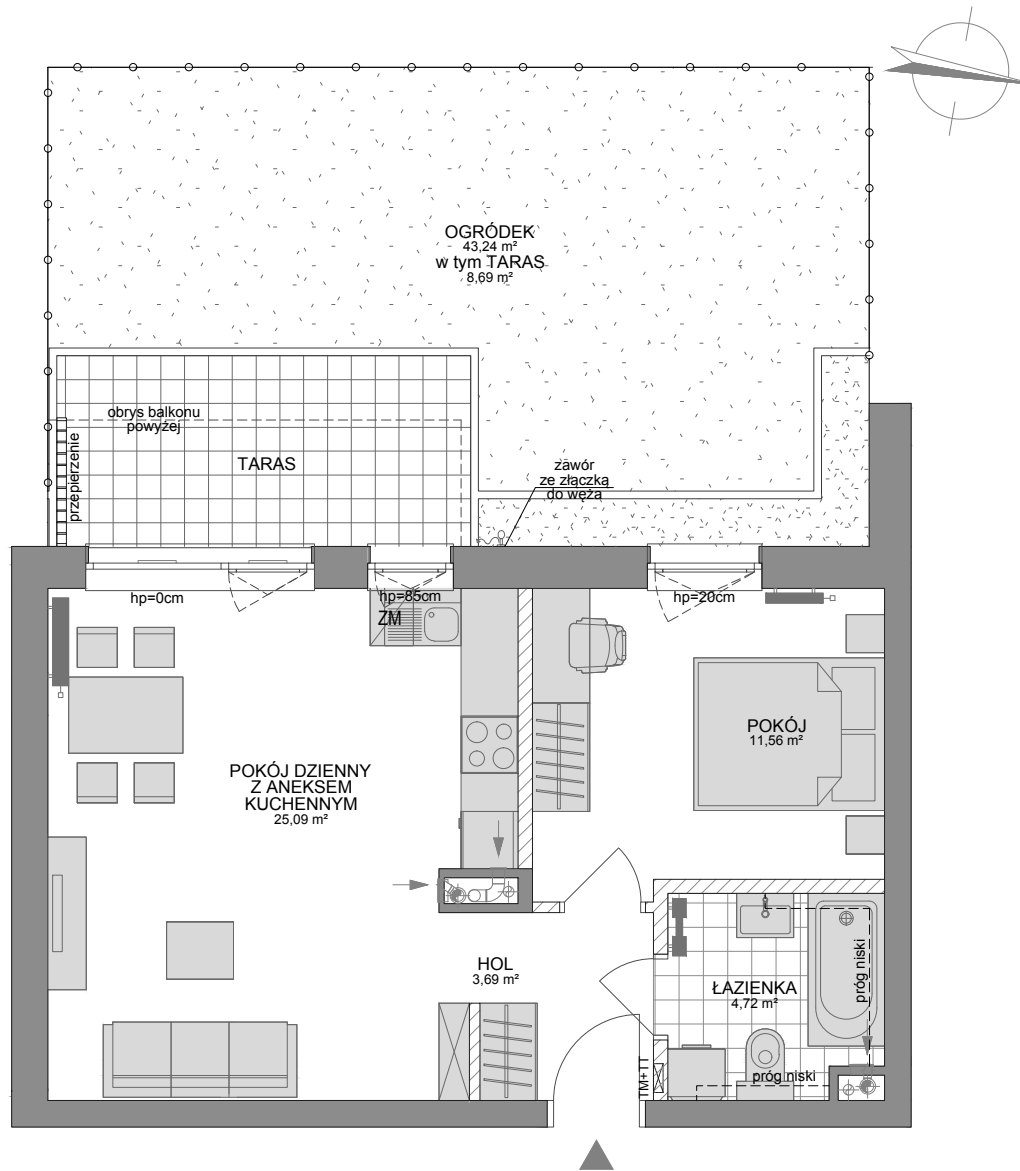 OGRÓDEK
43,24 m²
w tym TARAS
8,69 m²
obrys balkonu
powyżej
przepierzenie
TARAS
zawór
ze złączką
do węża
hp=0cm
hp=85cm
ZM
hp=20cm
POKÓJ
11,56 m²
POKÓJ DZIENNY
Z ANEKSEM
KUCHENNYM
25,09 m²
HOL
3,69 m²
ŁAZIENKA
4,72 m²
próg niski
próg niski
TM+TT